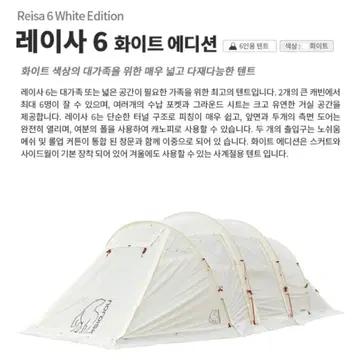 Reisa 6 White Edition
레이사 6 화이트 에디션 6인용 텐트 색상 : 화이트
화이트 색상의 대가족을 위한 매우 넓고 다재다능한 텐트
레이사 6는 대가족 또는 넓은 공간이 필요한 가족을 위한 최고의 텐트입니다. 2개의 큰 캐빈에서
최대 6명이 잘 수 있으며, 여러개의 수납 포켓과 그라운드 시트는 크고 유연한 거실 공간을
제공합니다. 레이사 6는 단순한 터널 구조로 피칭이 매우 쉽고, 앞면과 두개의 측면 도어는
완전히 열리며, 여분의 폴을 사용하여 캐노피로 사용할 수 있습니다. 두 개의 출입구는 노쉬움
메쉬 및 롤업 커튼이 통합 된 창문과 함께 이중으로 되어 있습니다. 화이트 에디션은 스커트와
사이드월이 기본 장착 되어 있어 겨울에도 사용할 수 있는 사계절용 텐트 입니다.
NORDISK